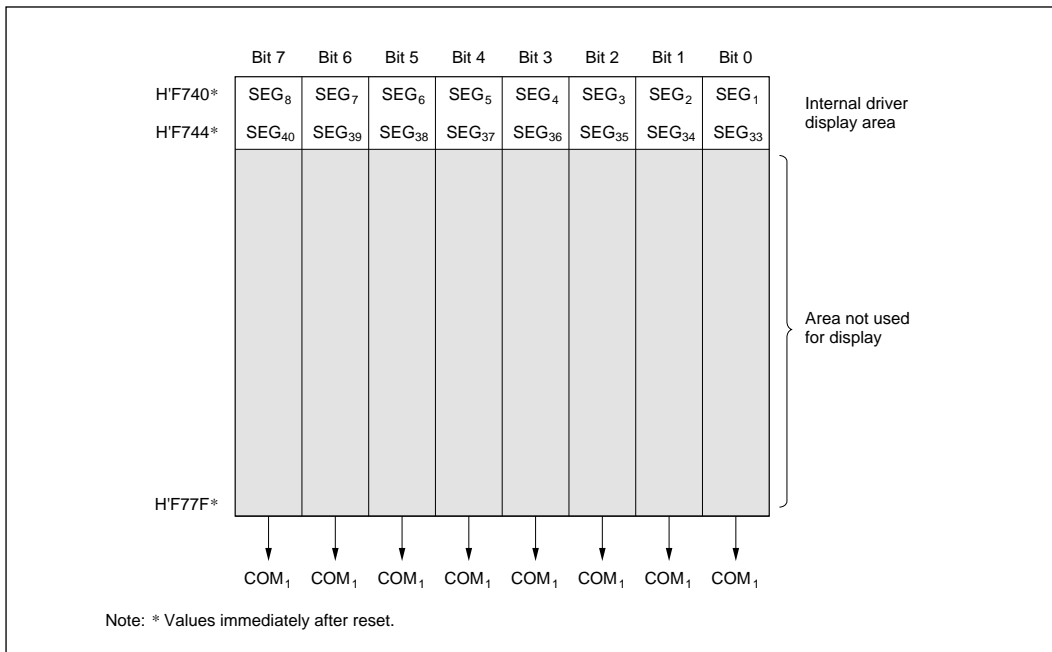 Bit 7 Bit 6 Bit 5 Bit 4 Bit 3 Bit 2 Bit 1 Bit 0
H'F740* SEG8 SEG7 SEG6 SEG5 SEG4 SEG3 SEG2 SEG1
Internal driver
display area
H'F744* SEG40 SEG39 SEG38 SEG37 SEG36 SEG35 SEG34 SEG33
Area not used
for display
H'F77F*
COM1 COM1 COM1 COM1 COM1 COM1 COM1 COM1
Note: * Values immediately after reset.